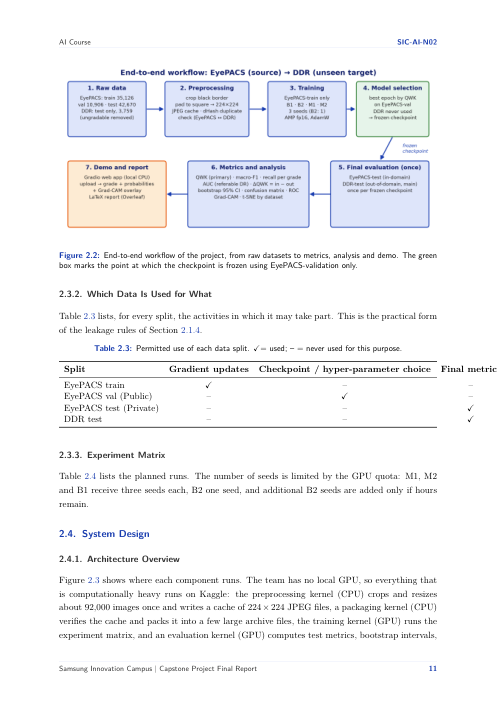 AI Course
SIC-AI-N02
End-to-end workflow: EyePACS (source) → DDR (unseen target)
1. Raw data
EyePACS: train 35,126
val 10,906 · test 42,670
DDR: test only, 3,759
(ungradable removed)
2. Preprocessing
crop black border
pad to square → 224×224
JPEG cache · dHash duplicate
check (EyePACS ↔ DDR)
3. Training
EyePACS-train only
B1 · B2 · M1 · M2
3 seeds (B2: 1)
AMP fp16, AdamW
4. Model selection
best epoch by QWK
on EyePACS-val
DDR never used
→ frozen checkpoint
frozen
checkpoint
7. Demo and report
Gradio web app (local CPU)
upload → grade + probabilities
+ Grad-CAM overlay
LaTeX report (Overleaf)
6. Metrics and analysis
QWK (primary) · macro-F1 · recall per grade
AUC (referable DR) · ΔQWK = in − out
bootstrap 95% CI · confusion matrix · ROC
Grad-CAM · t-SNE by dataset
5. Final evaluation (once)
EyePACS-test (in-domain)
DDR-test (out-of-domain, main)
once per frozen checkpoint
Figure 2.2: End-to-end workflow of the project, from raw datasets to metrics, analysis and demo. The green
box marks the point at which the checkpoint is frozen using EyePACS-validation only.
2.3.2. Which Data Is Used for What
Table 2.3 lists, for every split, the activities in which it may take part. This is the practical form
of the leakage rules of Section 2.1.4.
Table 2.3: Permitted use of each data split. ✓ = used; – = never used for this purpose.
Split Gradient updates Checkpoint / hyper-parameter choice Final metric
EyePACS train ✓ – –
EyePACS val (Public) – ✓ –
EyePACS test (Private) – – ✓
DDR test – – ✓
2.3.3. Experiment Matrix
Table 2.4 lists the planned runs. The number of seeds is limited by the GPU quota: M1, M2
and B1 receive three seeds each, B2 one seed, and additional B2 seeds are added only if hours
remain.
2.4. System Design
2.4.1. Architecture Overview
Figure 2.3 shows where each component runs. The team has no local GPU, so everything that
is computationally heavy runs on Kaggle: the preprocessing kernel (CPU) crops and resizes
about 92,000 images once and writes a cache of 224 × 224 JPEG files, a packaging kernel (CPU)
verifies the cache and packs it into a few large archive files, the training kernel (GPU) runs the
experiment matrix, and an evaluation kernel (GPU) computes test metrics, bootstrap intervals,
Samsung Innovation Campus | Capstone Project Final Report
11